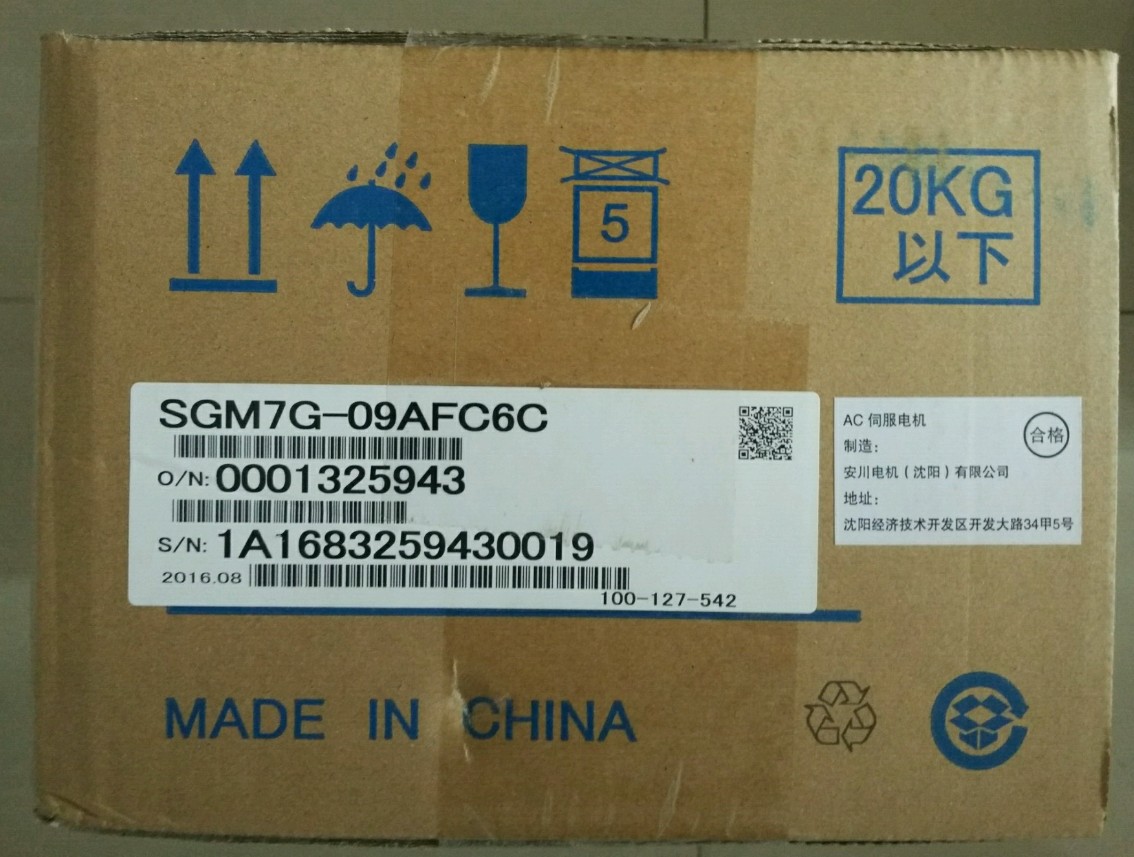 5
20KG
以下
SGM7G-09AFC6C
O/N: 0001325943
S/N: 1A1683259430019
2016.08
100-127-542
AC 伺服电机
合格
制造：
安川电机（沈阳）有限公司
地址：
沈阳经济技术开发区开发大路34甲5号
MADE IN CHINA